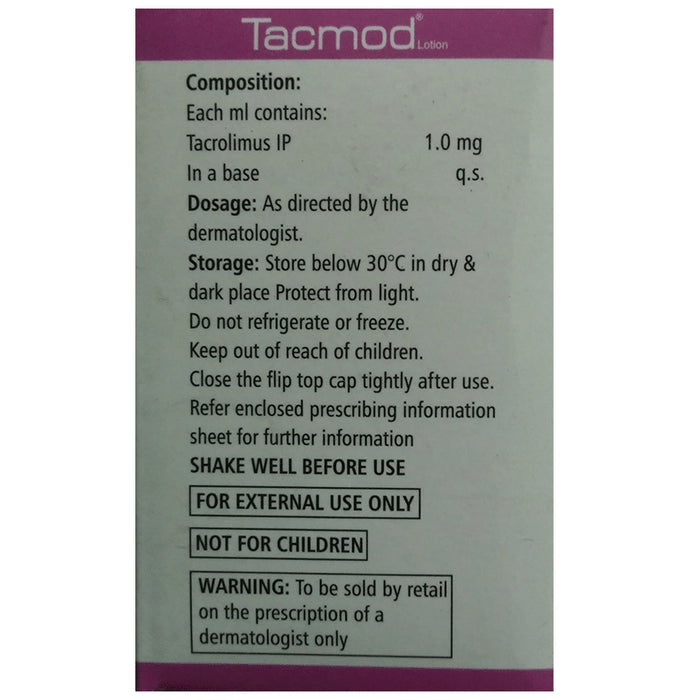 Tacmod® Lotion
Composition:
Each ml contains:
Tacrolimus IP 1.0 mg
In a base q.s.
Dosage: As directed by the
dermatologist.
Storage: Store below 30°C in dry &
dark place Protect from light.
Do not refrigerate or freeze.
Keep out of reach of children.
Close the flip top cap tightly after use.
Refer enclosed prescribing information
sheet for further information
SHAKE WELL BEFORE USE
FOR EXTERNAL USE ONLY
NOT FOR CHILDREN
WARNING: To be sold by retail
on the prescription of a
dermatologist only